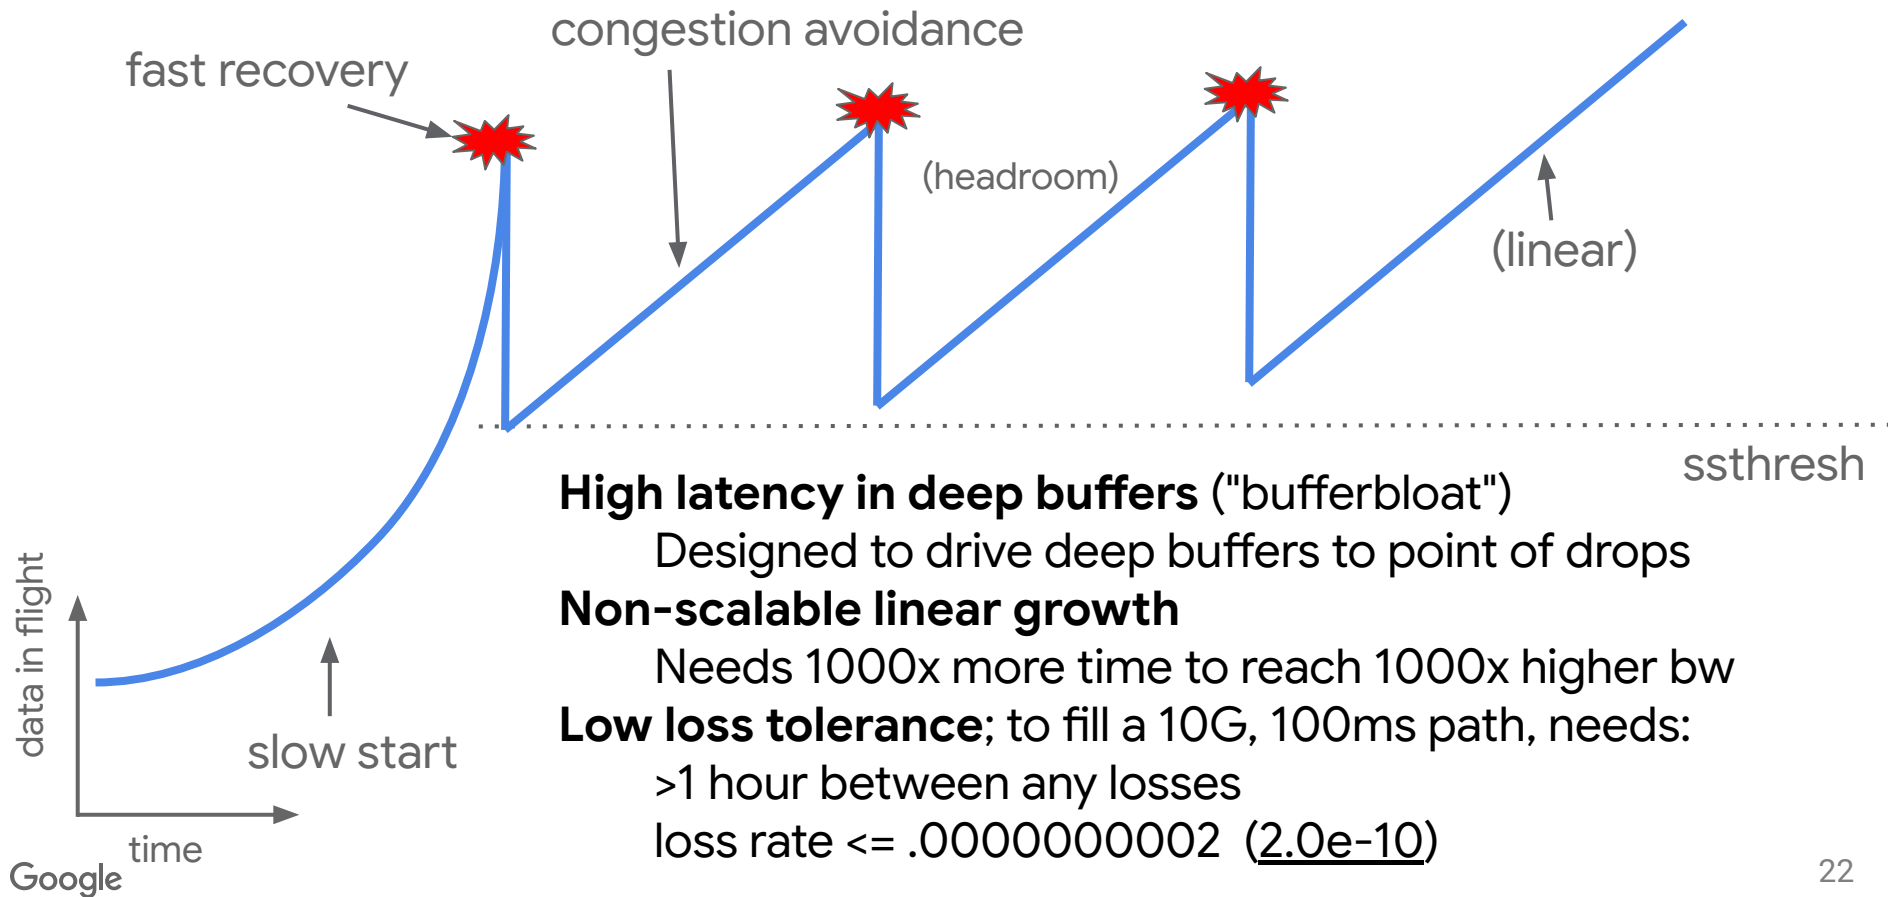 congestion avoidance
fast recovery
(headroom)
(linear)
ssthresh
High latency in deep buffers ("bufferbloat")
Designed to drive deep buffers to point of drops
Non-scalable linear growth
Needs 1000x more time to reach 1000x higher bw
Low loss tolerance; to fill a 10G, 100ms path, needs:
>1 hour between any losses
loss rate <= .0000000002 (2.0e-10)
data in flight
slow start
time
Google
22